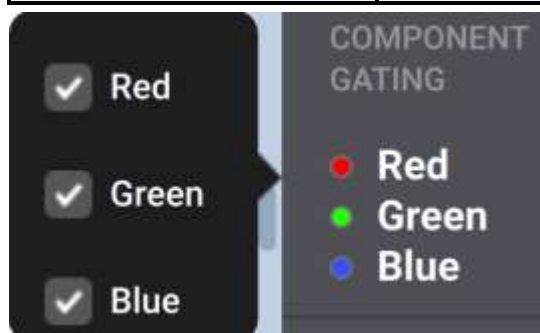 Red
Green
Blue
COMPONENT
GATING
Red
Green
Blue